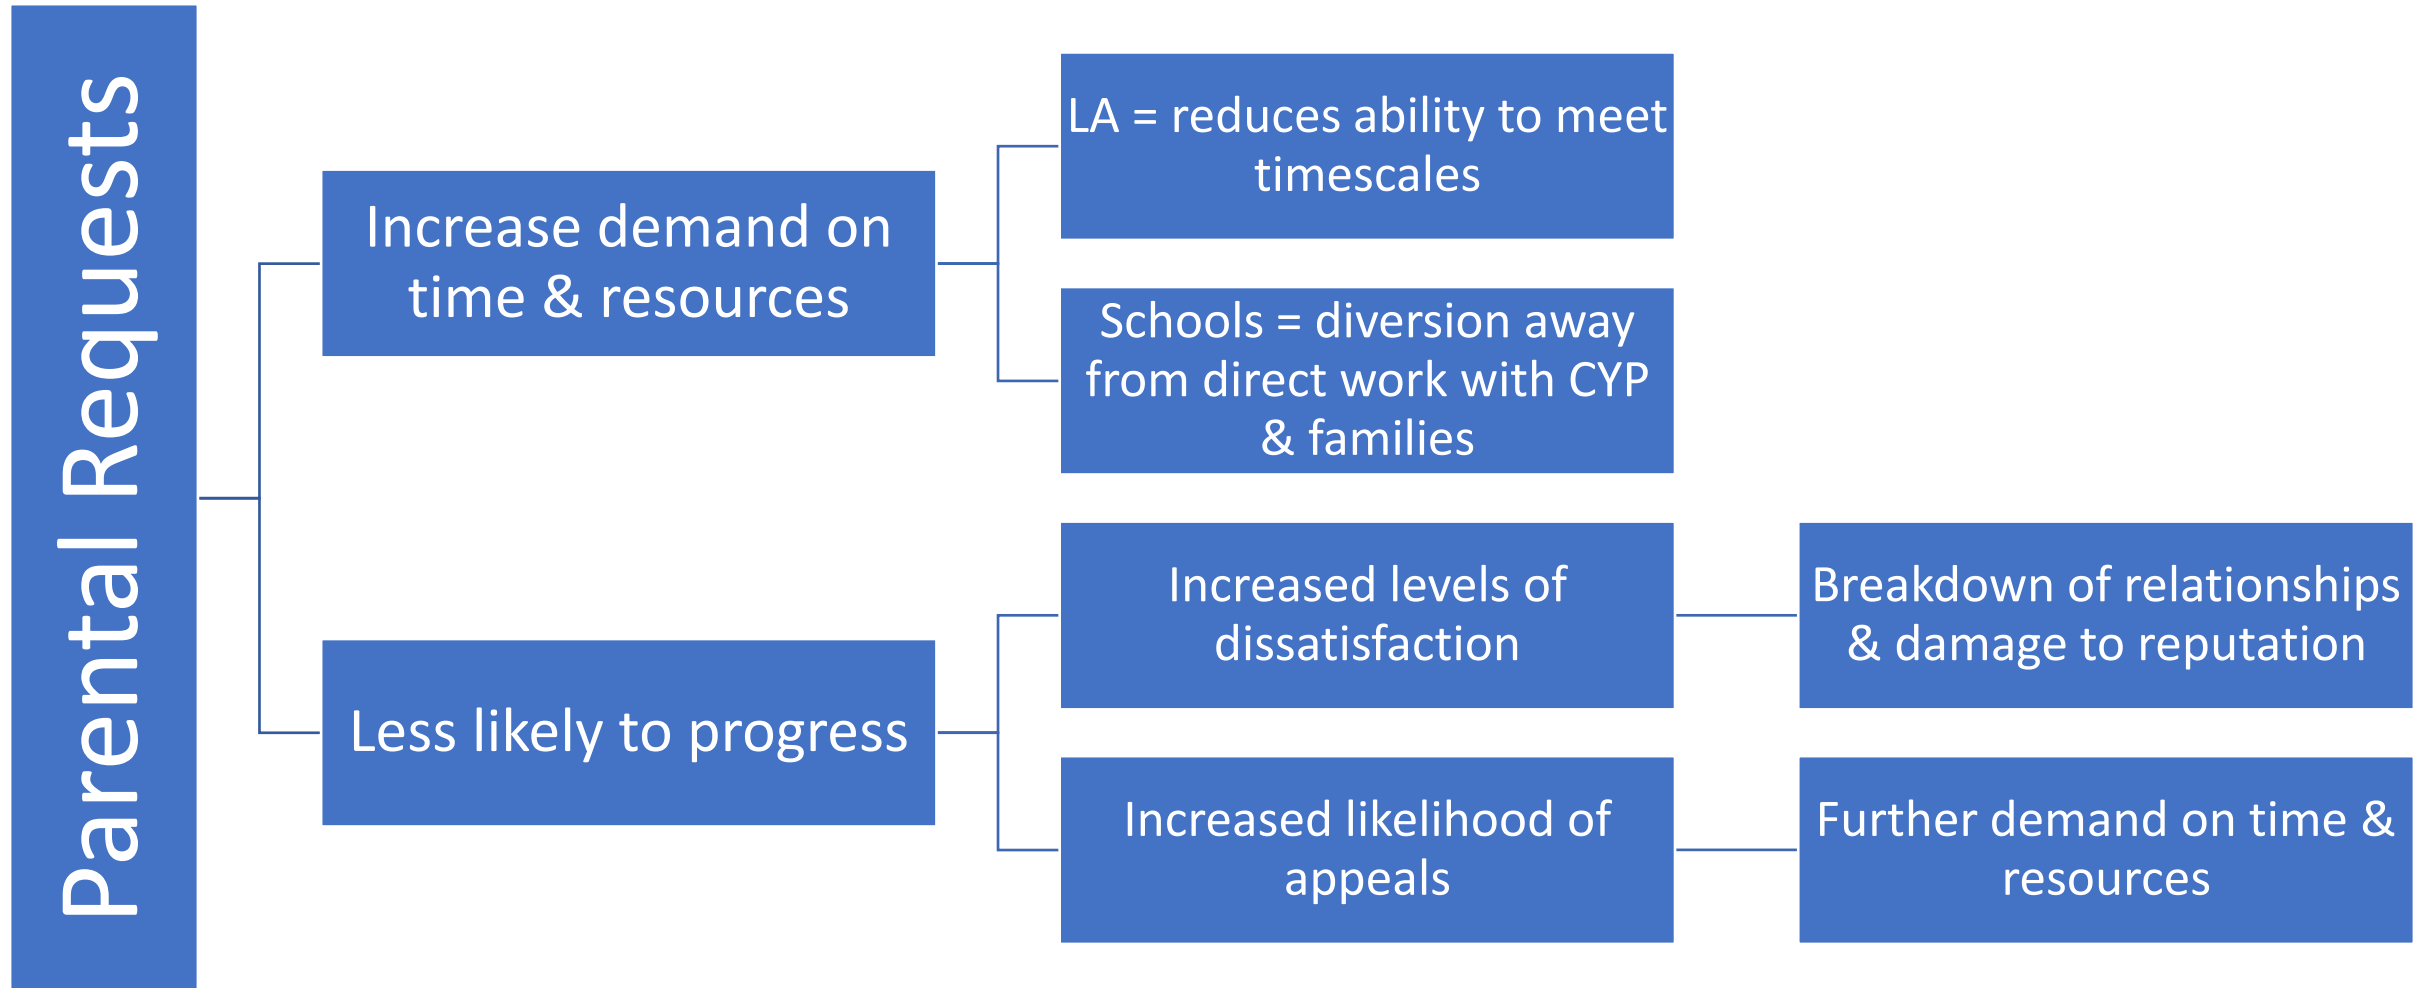 Parental Requests
Increase demand on
time & resources
LA = reduces ability to meet
timescales
Schools = diversion away
from direct work with CYP
& families
Less likely to progress
Increased levels of
dissatisfaction
Breakdown of relationships
& damage to reputation
Increased likelihood of
appeals
Further demand on time &
resources